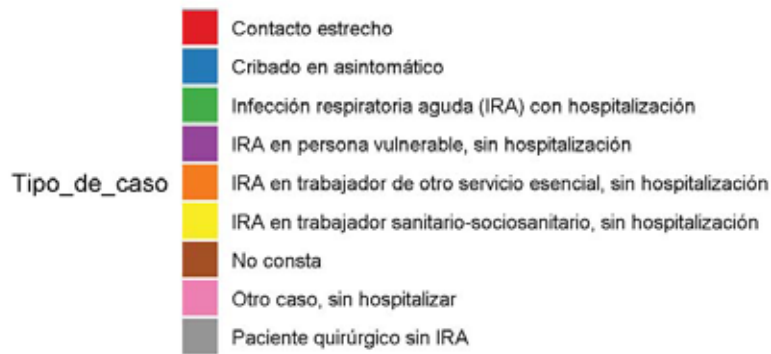 Contacto estrecho
Cribado en asintomático
Infección respiratoria aguda (IRA) con hospitalización
IRA en persona vulnerable, sin hospitalización
Tipo_de_caso
IRA en trabajador de otro servicio esencial, sin hospitalización
IRA en trabajador sanitario-sociosanitario, sin hospitalización
No consta
Otro caso, sin hospitalizar
Paciente quirúrgico sin IRA